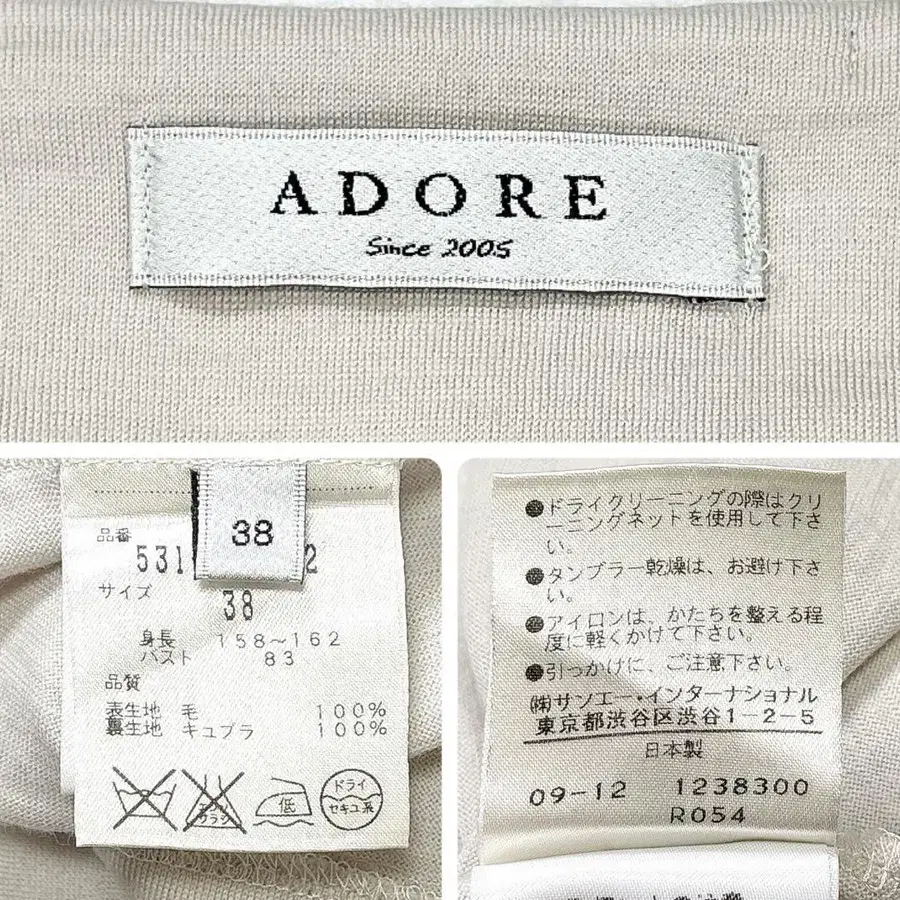 ADORE
Since 2005
38
品番
531 2
サイズ
38
身長 158~162
バスト 83
品質
表生地 毛 100%
裏生地 キュプラ 100%
低
ドライ
セキユ系
●ドライクリーニングの際はクリ
ーニングネットを使用して下さ
い。
●タンブラー乾燥は、お避け下さ
い。
●アイロンは、かたちを整える程
度に軽くかけて下さい。
●引っかけに、ご注意下さい。
㈱サンエー・インターナショナル
東京都渋谷区渋谷1-2-5
日本製
09-12 1238300
R054